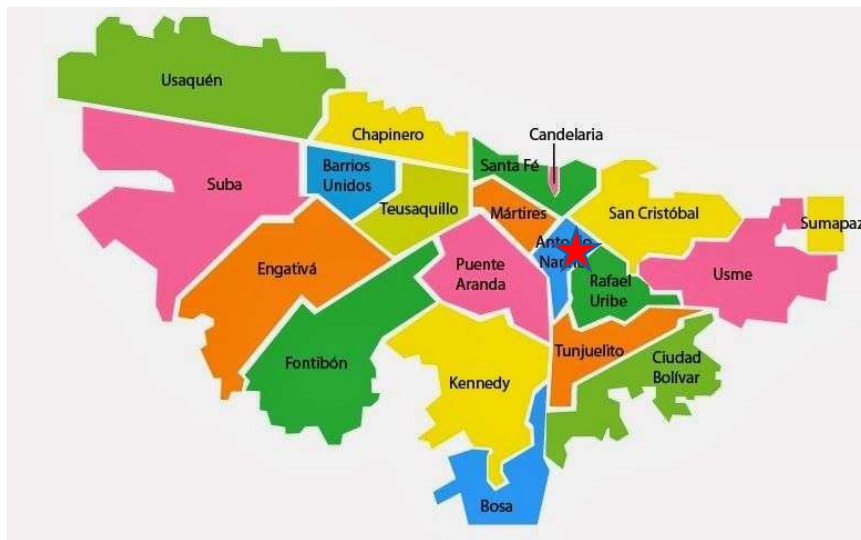 Usaquén
Chapinero
Candelaria
Santa Fé
Barrios
Unidos
Suba
Teusaquillo
Mártires
San Cristóbal
Sumapaz
Engativá
Puente
Aranda
Usme
Rafael
Uribe
Fontibón
Tunjuelito
Ciudad
Bolívar
Kennedy
Bosa